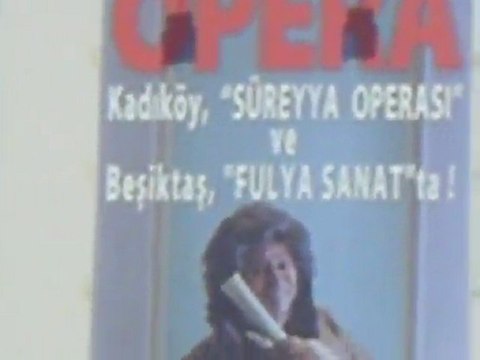 OPERA
Kadıköy, "SÜREYYA OPERASI"
ve
Beşiktaş, "FULYA SANAT"ta !